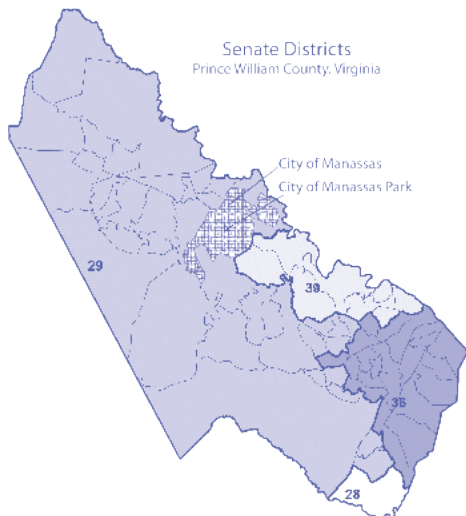 Senate Districts
Prince William County, Virginia
City of Manassas
City of Manassas Park
29
39
36
28